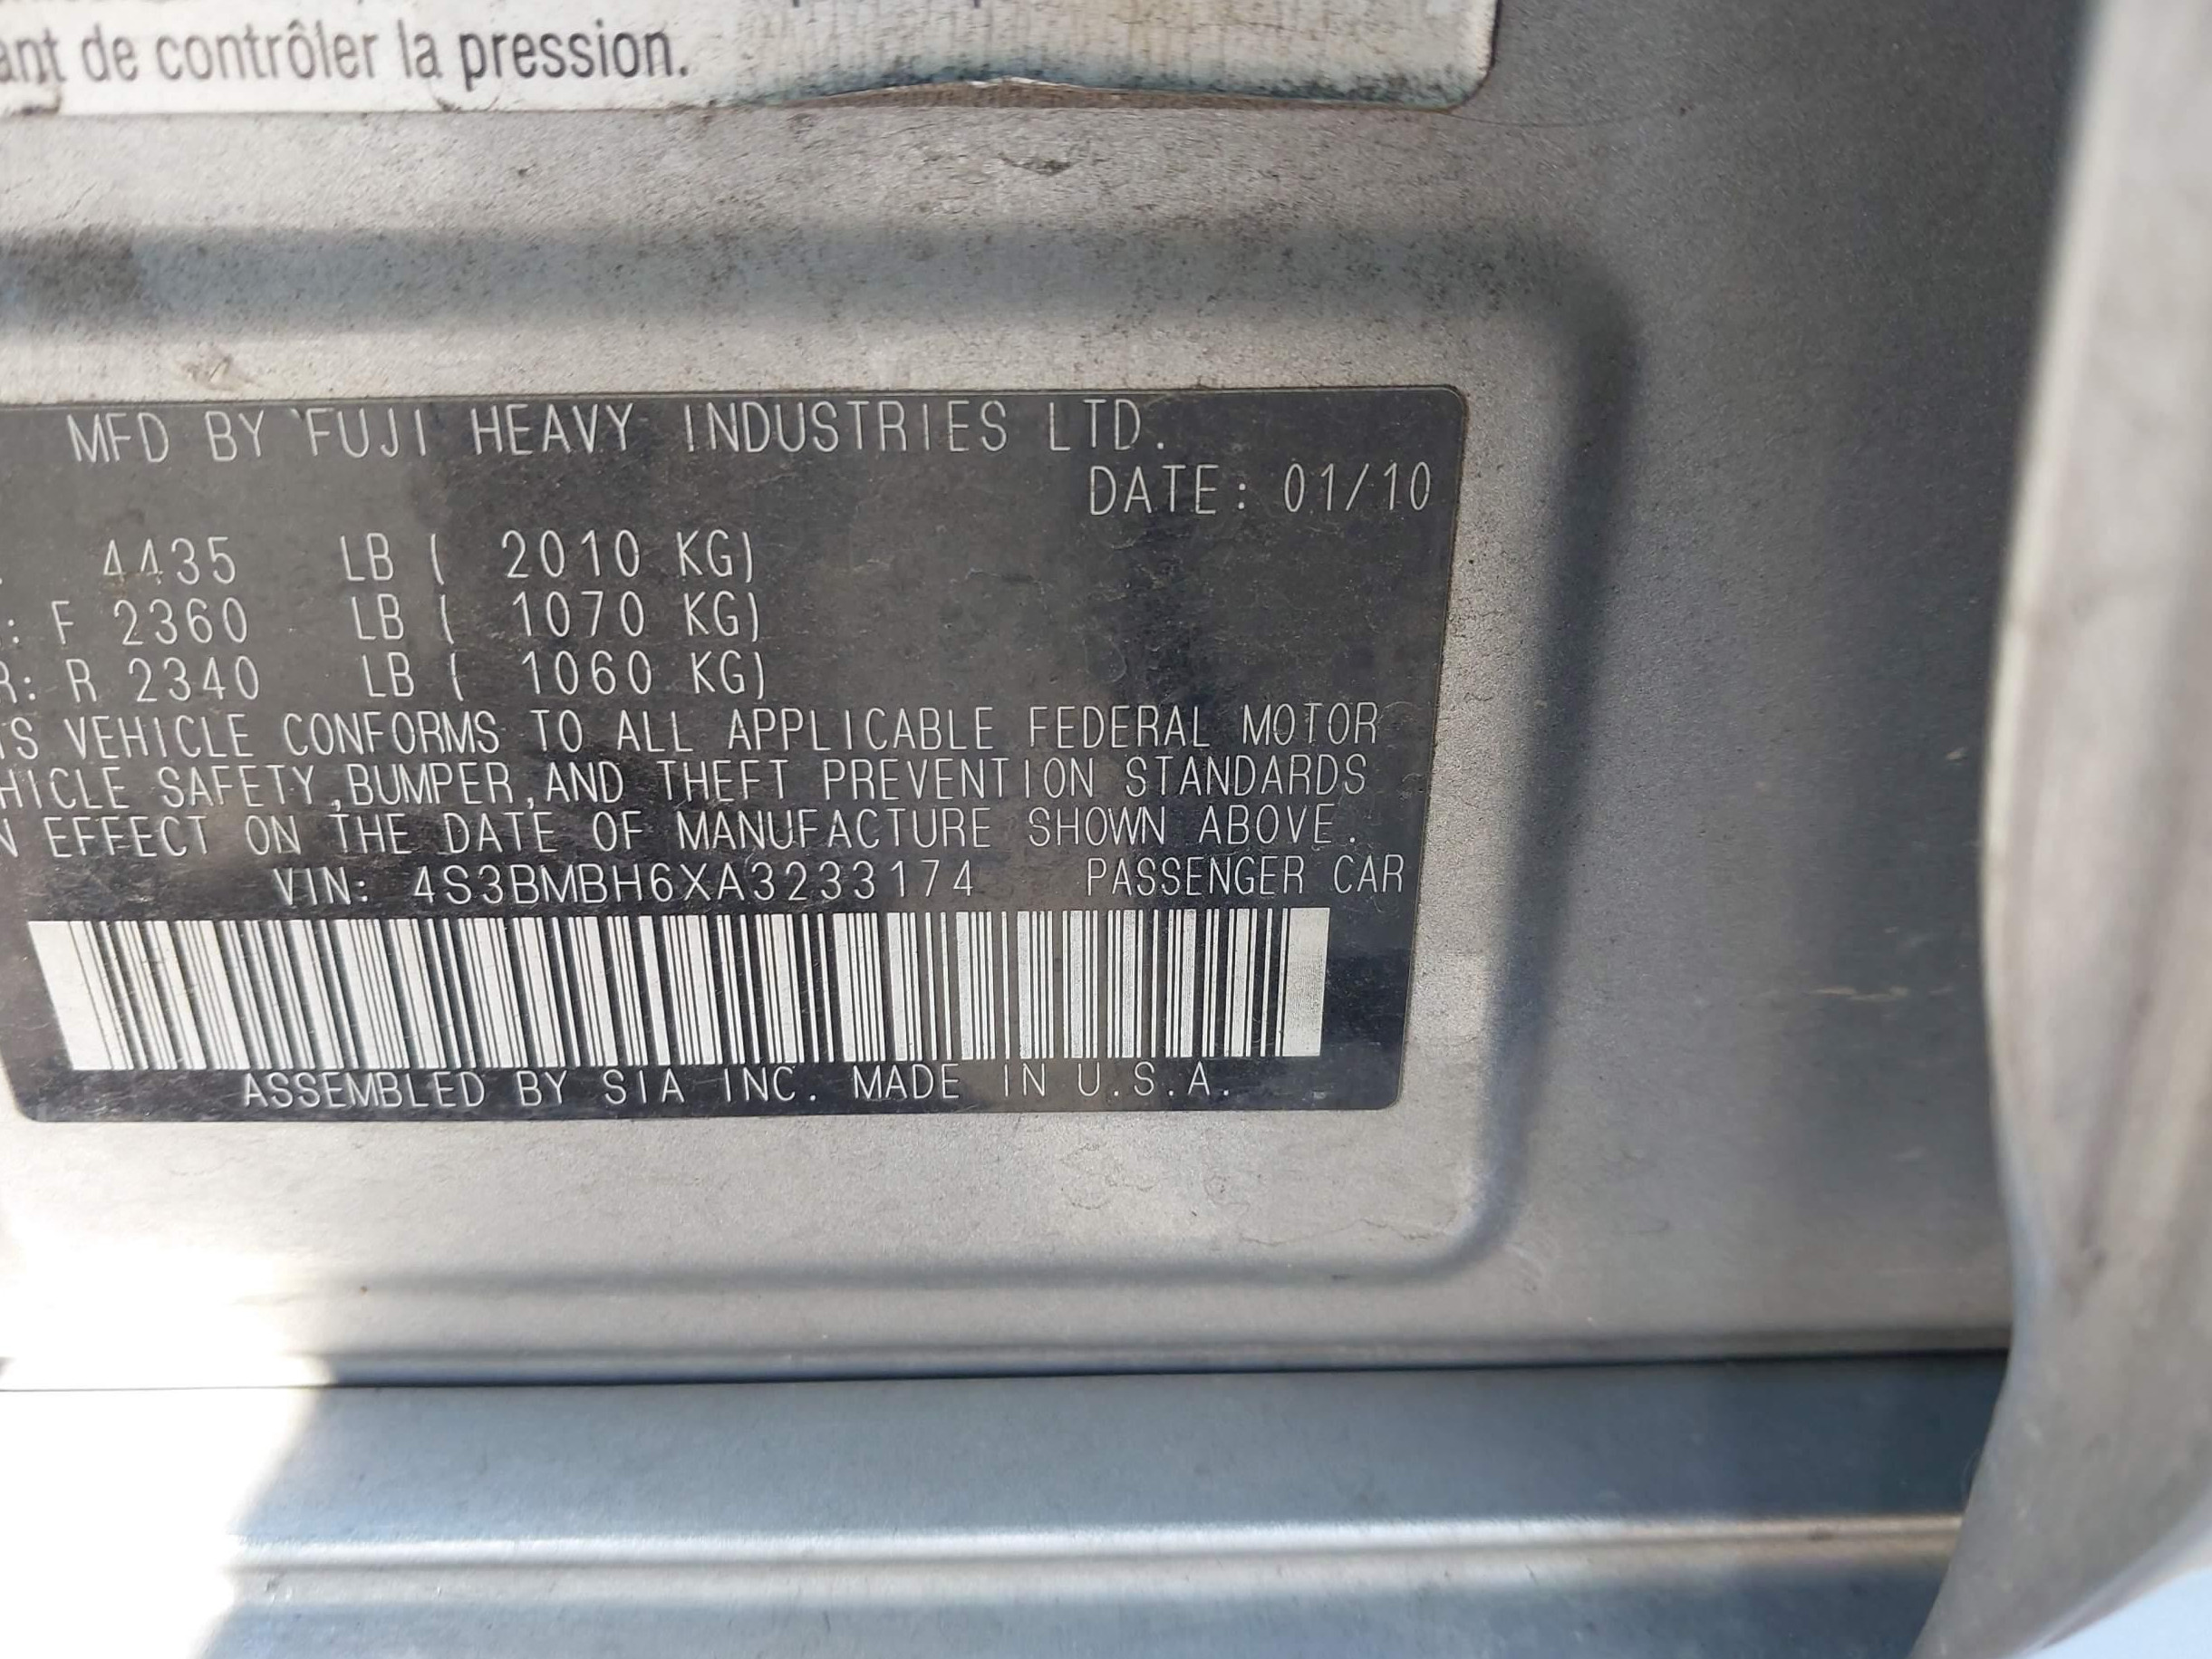 ant de contrôler la pression.
MFD BY FUJI HEAVY INDUSTRIES LTD.
DATE: 01/10
4435 LB ( 2010 KG)
: F 2360 LB ( 1070 KG)
R: R 2340 LB ( 1060 KG)
IS VEHICLE CONFORMS TO ALL APPLICABLE FEDERAL MOTOR
HICLE SAFETY,BUMPER,AND THEFT PREVENTION STANDARDS
N EFFECT ON THE DATE OF MANUFACTURE SHOWN ABOVE.
VIN: 4S3BMBH6XA3233174 PASSENGER CAR
ASSEMBLED BY SIA INC. MADE IN U.S.A.